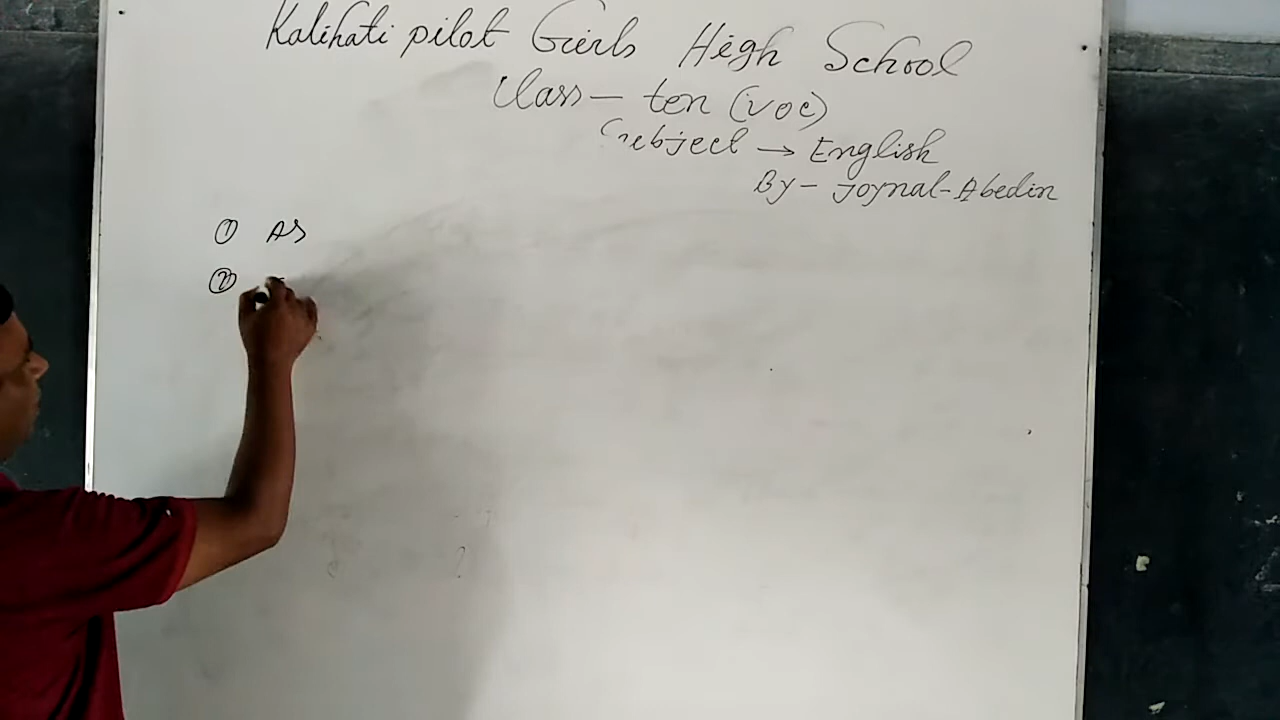 Kalihati pilot Girls High School
Class – ten (voc)
Subject → English
By – Joynal-Abedin
① AS
②